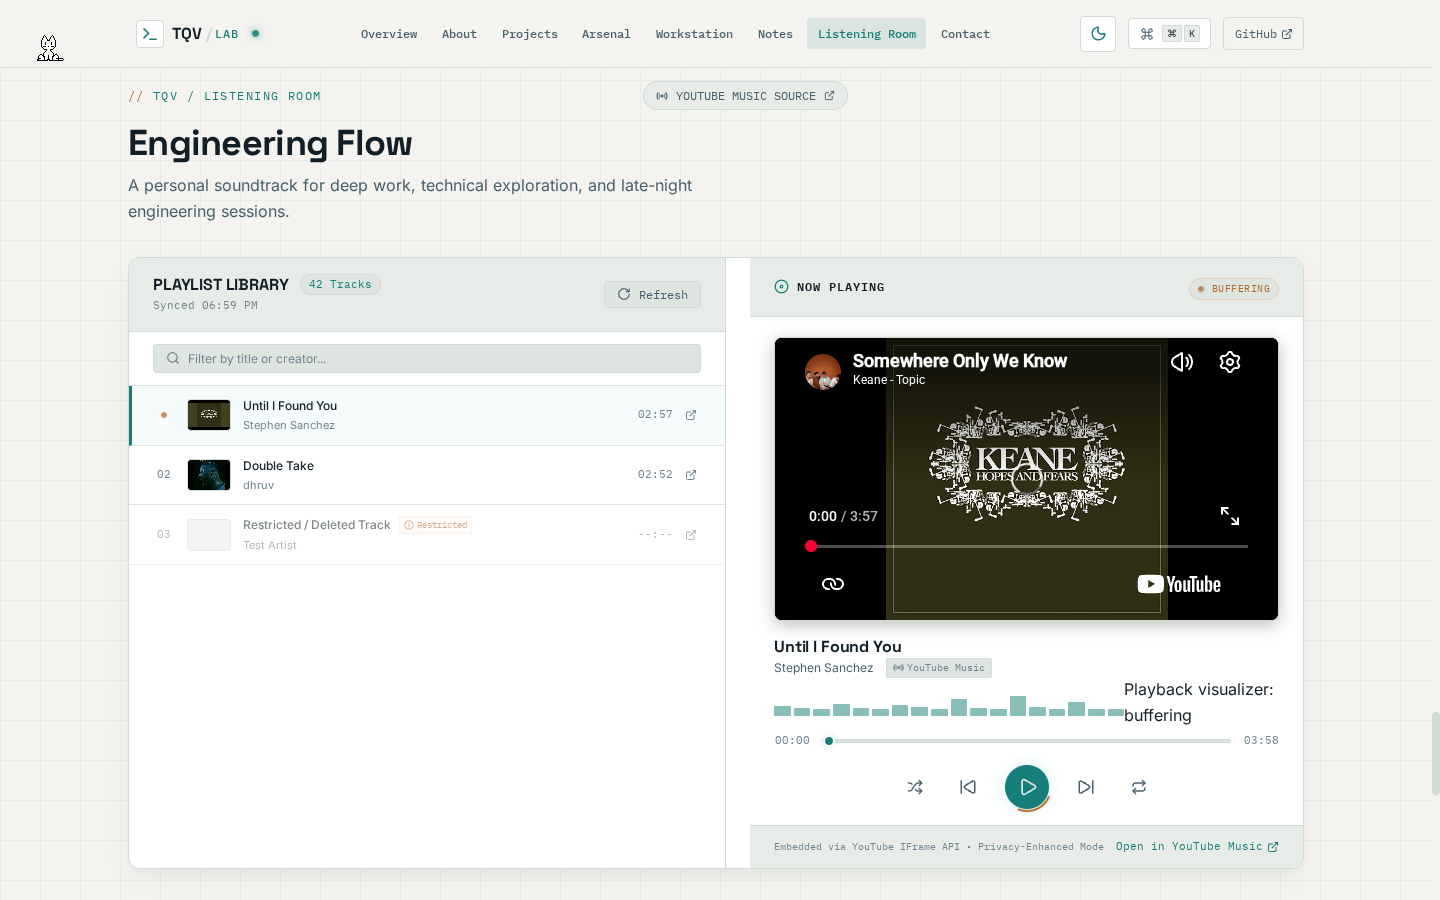 TQV / LAB
Overview
About
Projects
Arsenal
Workstation
Notes
Listening Room
Contact
⌘ ⌘ K
GitHub
// TQV / LISTENING ROOM
YOUTUBE MUSIC SOURCE
Engineering Flow
A personal soundtrack for deep work, technical exploration, and late-night
engineering sessions.
PLAYLIST LIBRARY
42 Tracks
Synced 06:59 PM
Refresh
Filter by title or creator...
Until I Found You
Stephen Sanchez
02:57
02
Double Take
dhruv
02:52
03
Restricted / Deleted Track
Restricted
Test Artist
--:--
NOW PLAYING
BUFFERING
Somewhere Only We Know
Keane - Topic
KEANE
HOPES AND FEARS
0:00 / 3:57
YouTube
Until I Found You
Stephen Sanchez
YouTube Music
Playback visualizer:
buffering
00:00
03:58
Embedded via YouTube IFrame API • Privacy-Enhanced Mode
Open in YouTube Music